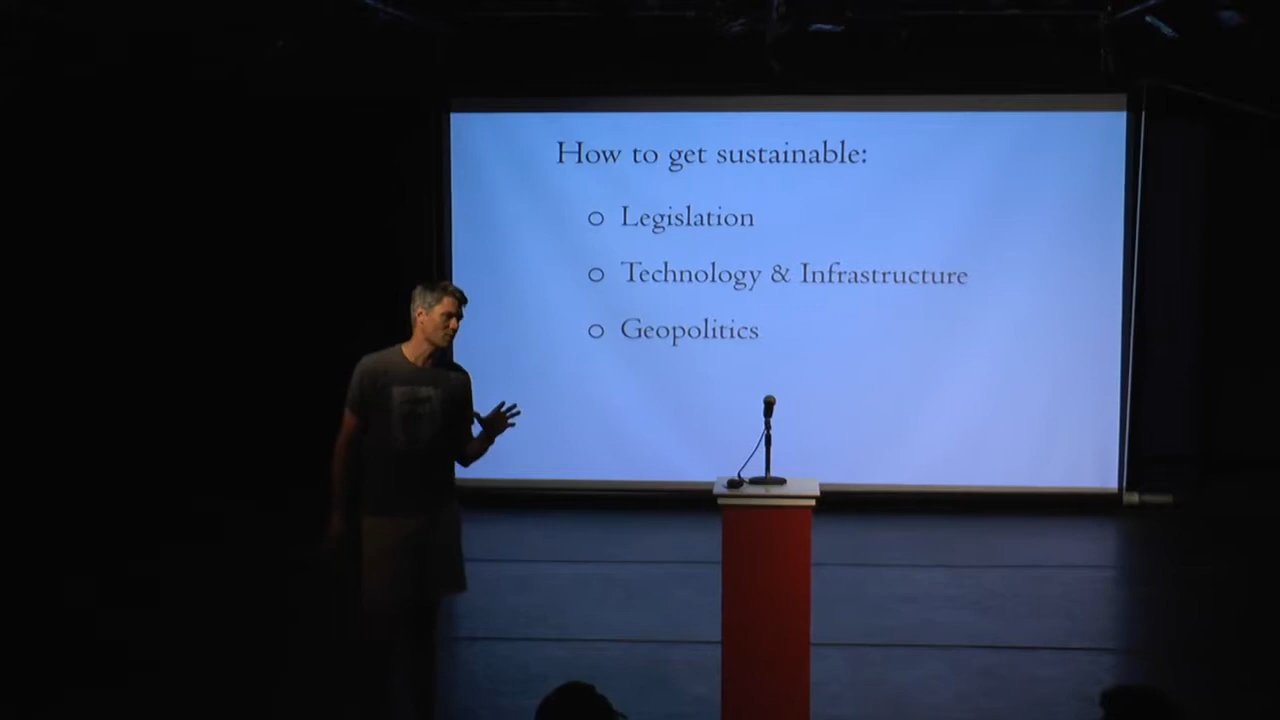 How to get sustainable:
o Legislation
o Technology & Infrastructure
o Geopolitics